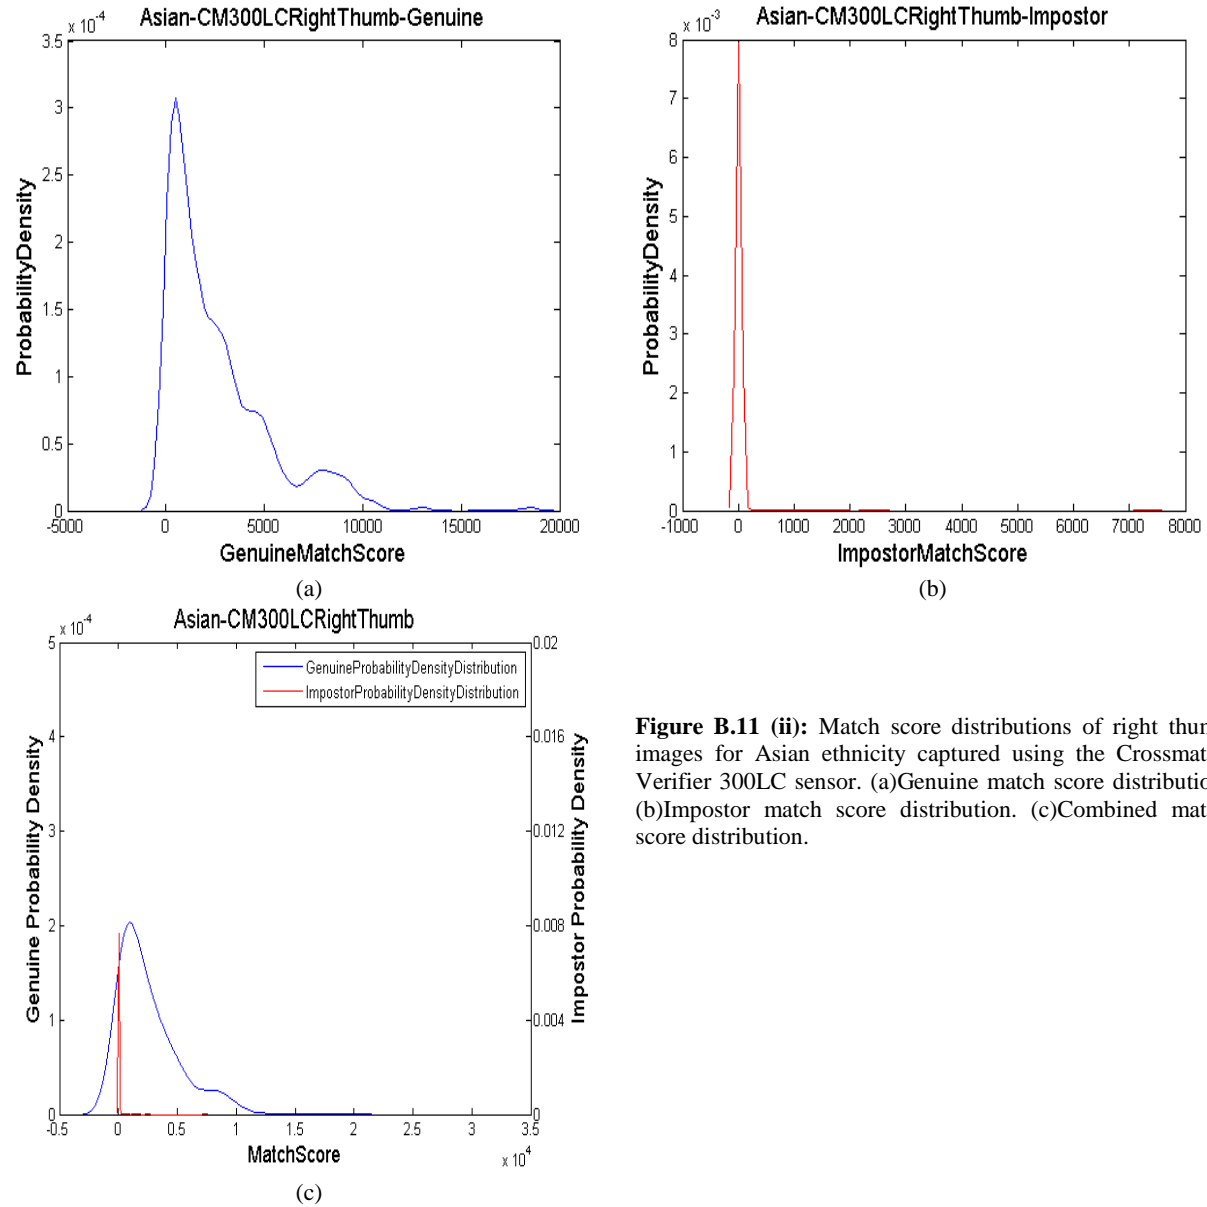 Asian-CM300LCRightThumb-Genuine
x 10-4
3.5
3
2.5
2
1.5
1
0.5
0
-5000 0 5000 10000 15000 20000
ProbabilityDensity
GenuineMatchScore
(a)
Asian-CM300LCRightThumb-Impostor
x 10-3
8
7
6
5
4
3
2
1
0
-1000 0 1000 2000 3000 4000 5000 6000 7000 8000
ProbabilityDensity
ImpostorMatchScore
(b)
Asian-CM300LCRightThumb
x 10-4
5
4
3
2
1
0
0.02
0.016
0.012
0.008
0.004
0
GenuineProbabilityDensityDistribution
ImpostorProbabilityDensityDistribution
Genuine Probability Density
Impostor Probability Density
-0.5 0 0.5 1 1.5 2 2.5 3 3.5
MatchScore
x 104
(c)
Figure B.11 (ii): Match score distributions of right thum
images for Asian ethnicity captured using the Crossmat
Verifier 300LC sensor. (a)Genuine match score distributio
(b)Impostor match score distribution. (c)Combined mat
score distribution.